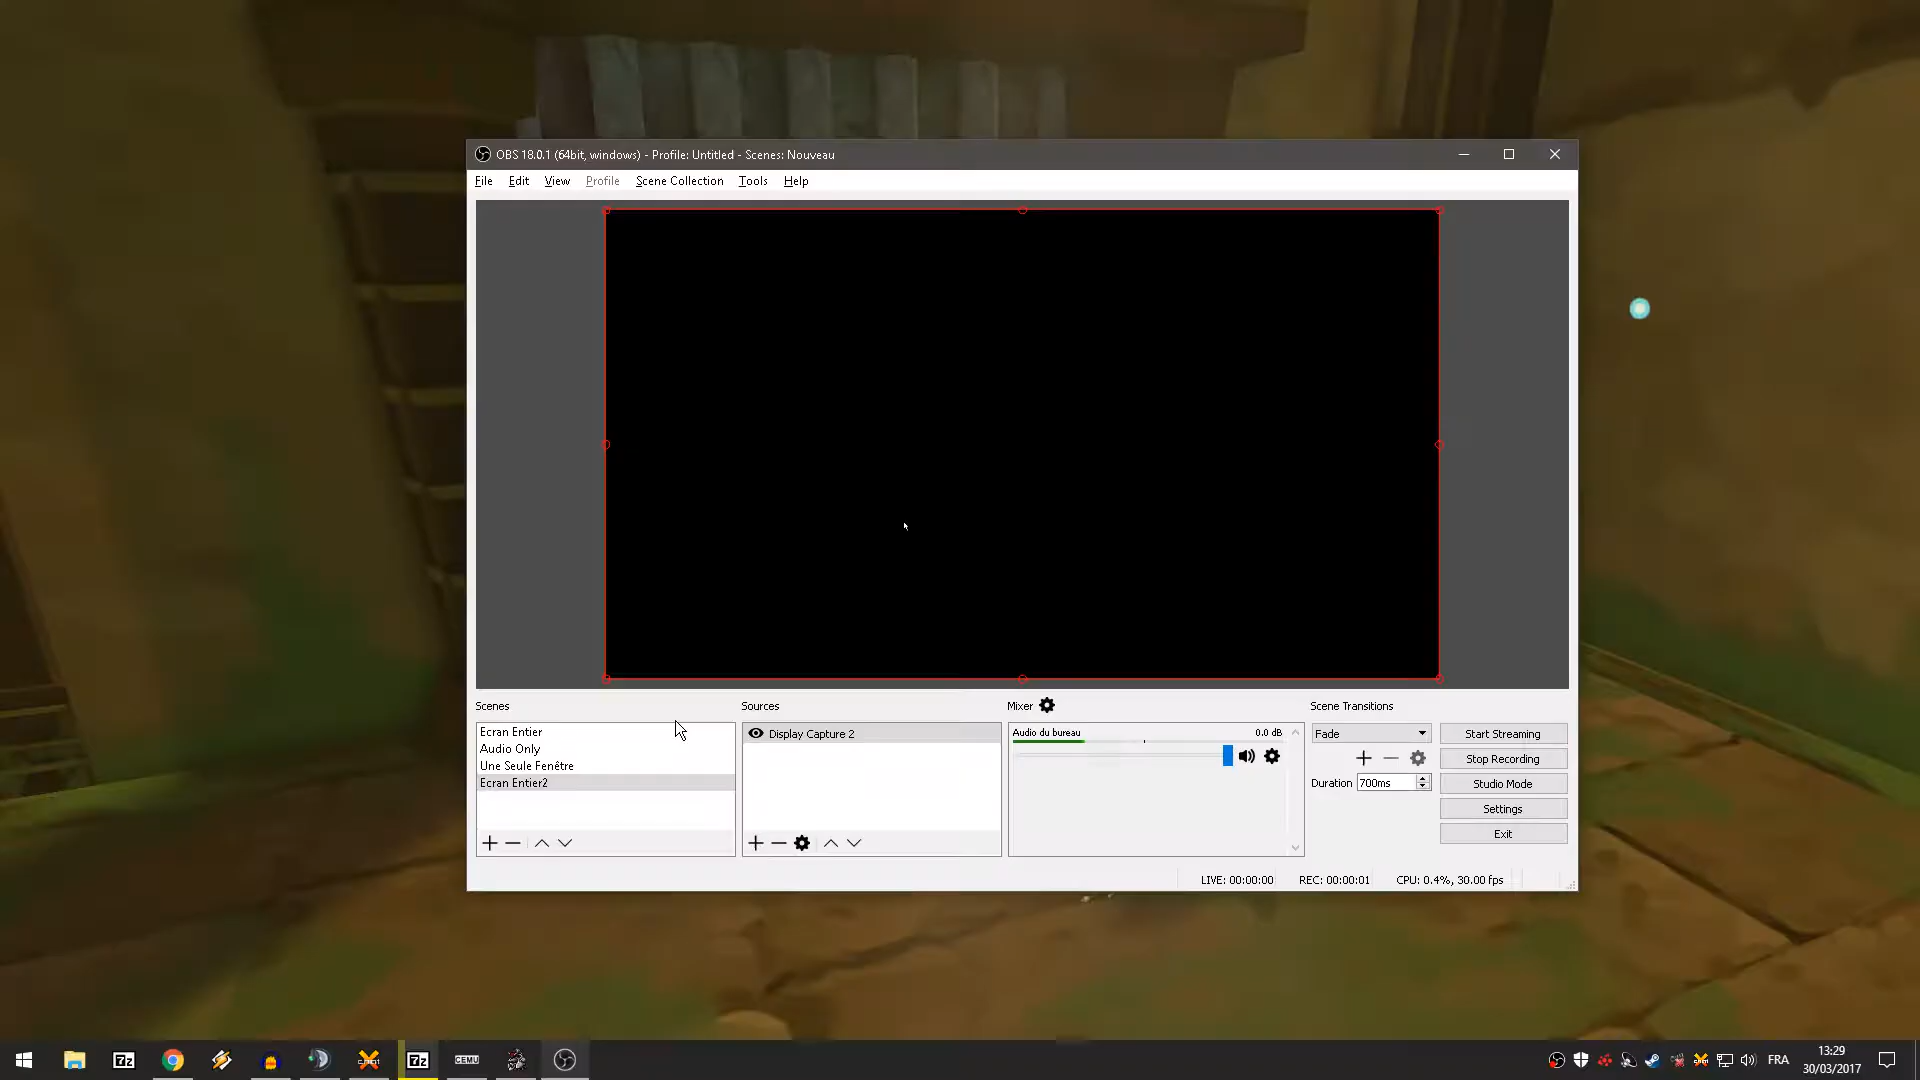 OBS 18.0.1 (64bit, windows) - Profile: Untitled - Scenes: Nouveau
File Edit View Profile Scene Collection Tools Help
Scenes
Ecran Entier
Audio Only
Une Seule Fenêtre
Ecran Entier2
Sources
Display Capture 2
Mixer
Audio du bureau 0.0 dB
Scene Transitions
Fade
Duration 700ms
Start Streaming
Stop Recording
Studio Mode
Settings
Exit
LIVE: 00:00:00 REC: 00:00:01 CPU: 0.4%, 30.00 fps
7z
7z
CEMU
FRA
13:29
30/03/2017